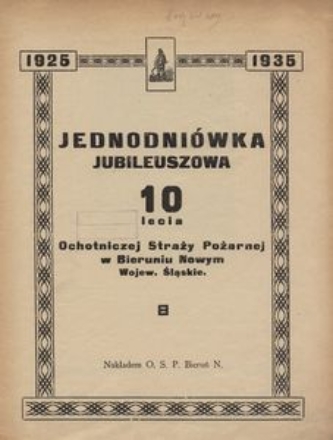 1925
1935
JEDNODNIÓWKA
JUBILEUSZOWA
10
lecia
Ochotniczej Straży Pożarnej
w Bieruniu Nowym
Wojew. Śląskie.
Nakładem O. S. P. Bieruń N.